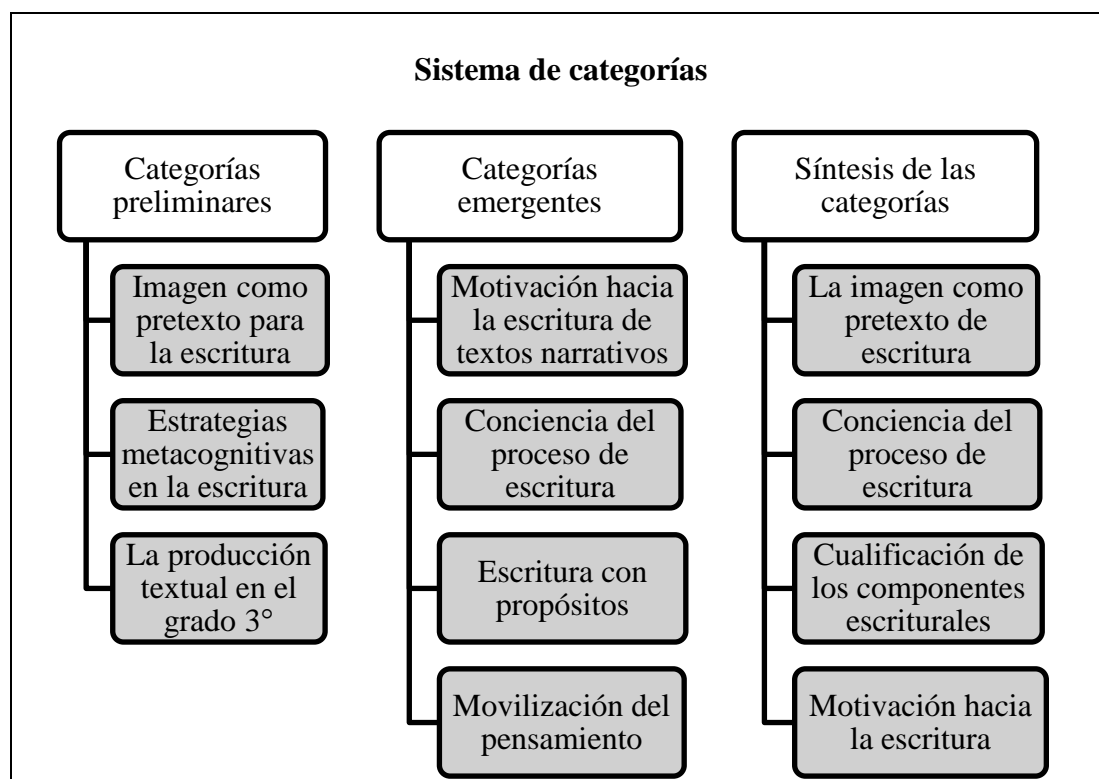 Sistema de categorías
Categorías
preliminares
Imagen como
pretexto para
la escritura
Estrategias
metacognitivas
en la escritura
La producción
textual en el
grado 3°
Categorías
emergentes
Motivación hacia
la escritura de
textos narrativos
Conciencia del
proceso de
escritura
Escritura con
propósitos
Movilización del
pensamiento
Síntesis de las
categorías
La imagen como
pretexto de
escritura
Conciencia del
proceso de
escritura
Cualificación de
los componentes
escriturales
Motivación hacia
la escritura